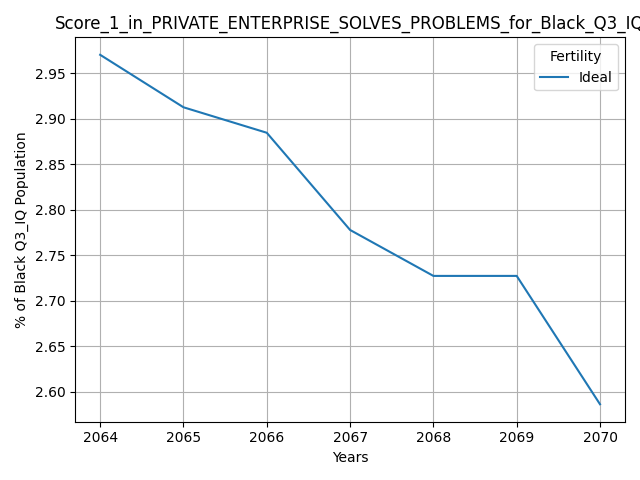 Score_1_in_PRIVATE_ENTERPRISE_SOLVES_PROBLEMS_for_Black_Q3_IQ
Fertility
Ideal
2.95
2.90
2.85
2.80
2.75
2.70
2.65
2.60
% of Black Q3_IQ Population
2064 2065 2066 2067 2068 2069 2070
Years